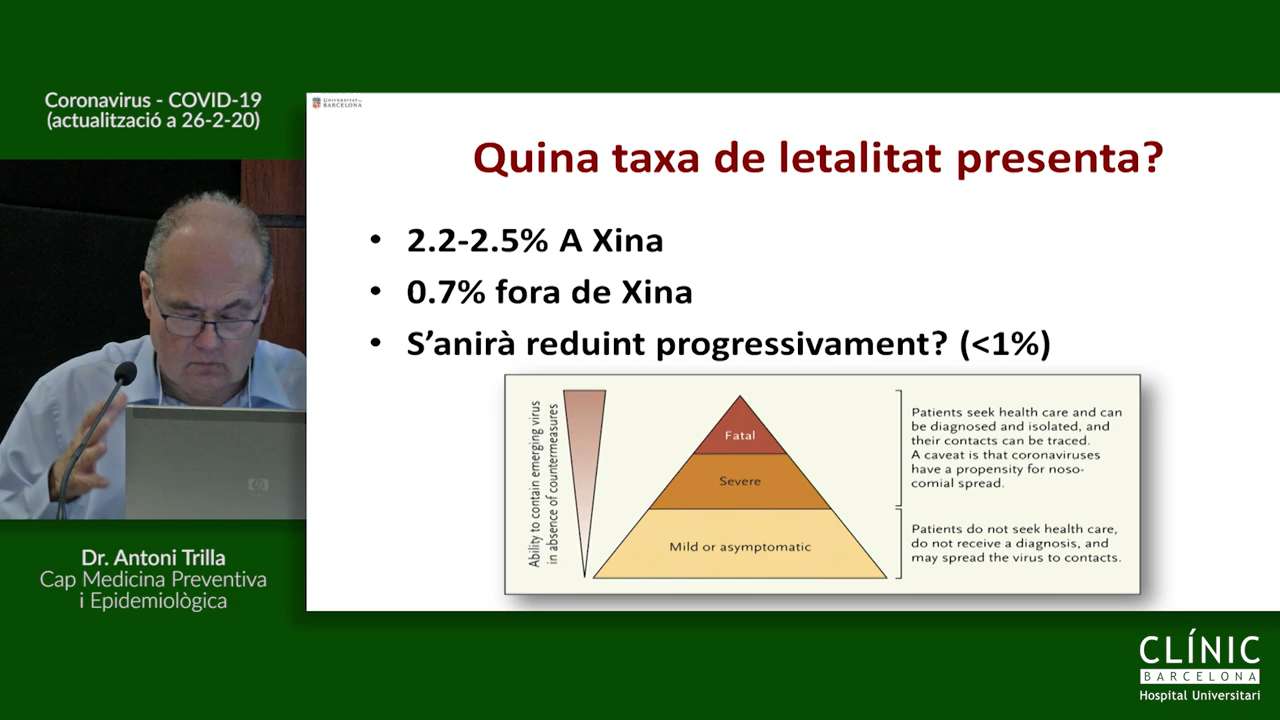 Coronavirus - COVID-19
(actualització a 26-2-20)
UNIVERSITAT DE
BARCELONA
Quina taxa de letalitat presenta?
• 2.2-2.5% A Xina
• 0.7% fora de Xina
• S’anirà reduint progressivament? (<1%)
Ability to contain emerging virus
in absence of countermeasures
Fatal
Severe
Mild or asymptomatic
Patients seek health care and can
be diagnosed and isolated, and
their contacts can be traced.
A caveat is that coronaviruses
have a propensity for noso-
comial spread.
Patients do not seek health care,
do not receive a diagnosis, and
may spread the virus to contacts.
hp
Dr. Antoni Trilla
Cap Medicina Preventiva
i Epidemiològica
CLÍNIC
BARCELONA
Hospital Universitari